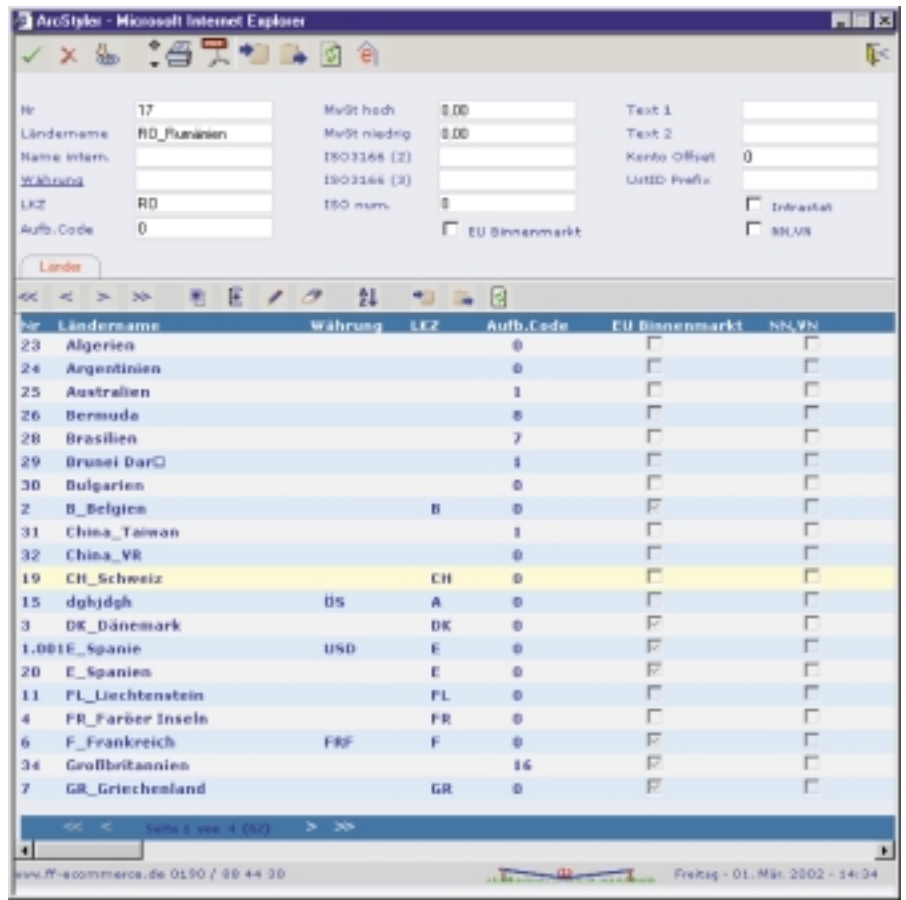 ArcStyler - Microsoft Internet Explorer
Nr 17 MwSt hoch 0,00 Text 1
Ländername RO_Rumänien MwSt niedrig 0,00 Text 2
Name intern. ISO3166 (2) Konto Offset 0
Währung ISO3166 (3) UstID Prefix
LKZ RO ISO num. 0 Intrastat
Aufb.Code 0 EU Binnenmarkt NN,VN
Länder
<< < > >>
Nr Ländername Währung LKZ Aufb.Code EU Binnenmarkt NN,VN
23 Algerien 0
24 Argentinien 0
25 Australien 1
26 Bermuda 8
28 Brasilien 7
29 Brunei Dar□ 1
30 Bulgarien 0
2 B_Belgien B 0
31 China_Taiwan 1
32 China_VR 0
19 CH_Schweiz CH 0
15 dghjdgh ÖS A 0
3 DK_Dänemark DK 0
1.001 E_Spanie USD E 0
20 E_Spanien E 0
11 FL_Liechtenstein FL 0
4 FR_Faröer Inseln FR 0
6 F_Frankreich FRF F 0
34 Großbritannien 16
7 GR_Griechenland GR 0
<< < Seite 1 von 4 (62) > >>
www.ff-ecommerce.de 0190 / 88 44 30 Freitag - 01. Mär. 2002 - 14:34